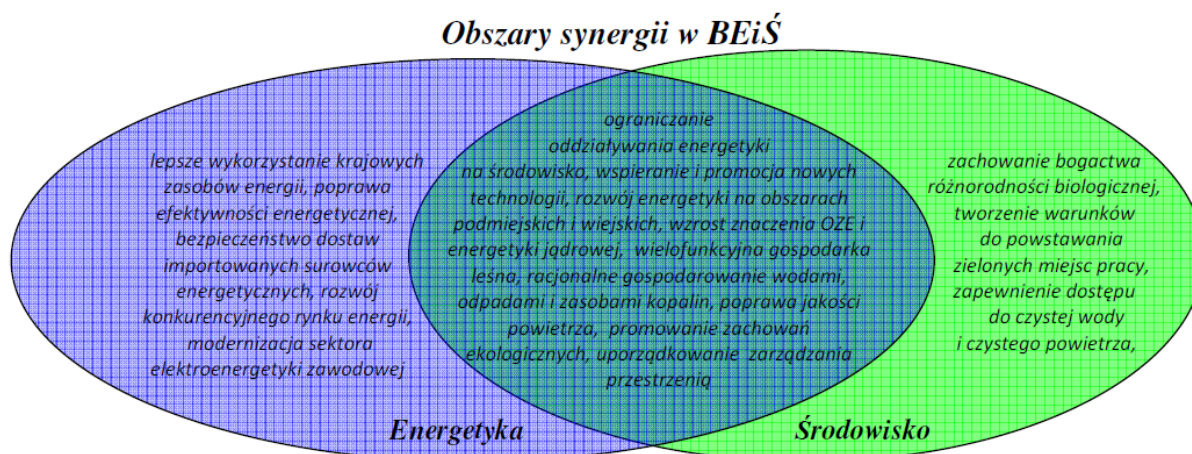 Obszary synergii w BEiŚ
lepsze wykorzystanie krajowych
zasobów energii, poprawa
efektywności energetycznej,
bezpieczeństwo dostaw
importowanych surowców
energetycznych, rozwój
konkurencyjnego rynku energii,
modernizacja sektora
elektroenergetyki zawodowej
ograniczanie
oddziaływania energetyki
na środowisko, wspieranie i promocja nowych
technologii, rozwój energetyki na obszarach
podmiejskich i wiejskich, wzrost znaczenia OZE i
energetyki jądrowej, wielofunkcyjna gospodarka
leśna, racjonalne gospodarowanie wodami,
odpadami i zasobami kopalin, poprawa jakości
powietrza, promowanie zachowań
ekologicznych, uporządkowanie zarządzania
przestrzenią
zachowanie bogactwa
różnorodności biologicznej,
tworzenie warunków
do powstawania
zielonych miejsc pracy,
zapewnienie dostępu
do czystej wody
i czystego powietrza,
Energetyka
Środowisko